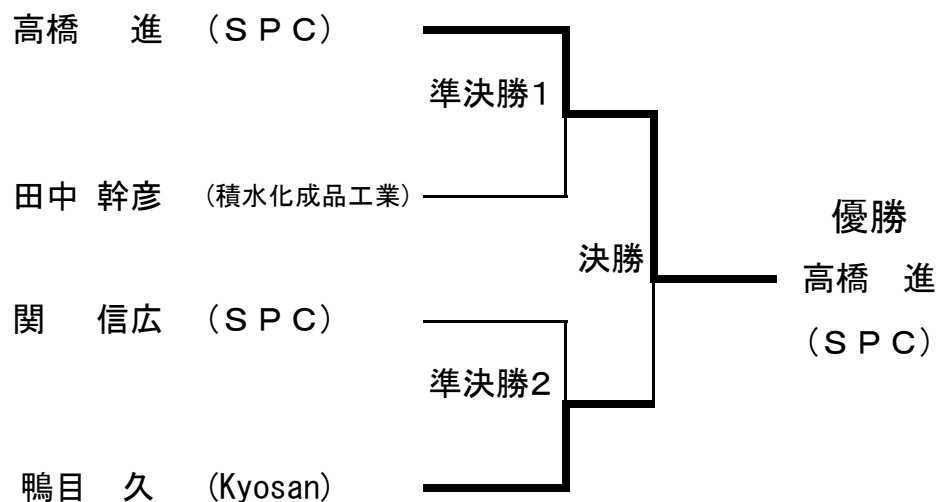 高橋　進　（ＳＰＣ）
準決勝１
田中 幹彦　(積水化成品工業)
優勝
決勝
高橋　進
関　信広　（ＳＰＣ）
（ＳＰＣ）
準決勝２
鴨目　久　(Kyosan)